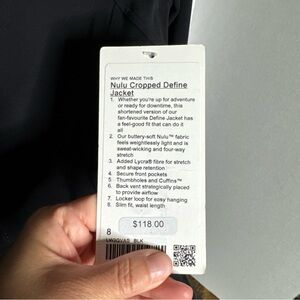 WHY WE MADE THIS
Nulu Cropped Define
Jacket
1. Whether you're up for adventure
or ready for downtime, this
shortened version of our
fan-favourite Define Jacket has
a feel-good fit that can do it
all
2. Our buttery-soft Nulu™ fabric
feels weightlessly light and is
sweat-wicking and four-way
stretch
3. Added Lycra® fibre for stretch
and shape retention
4. Secure front pockets
5. Thumbholes and Cuffins™
6. Back vent strategically placed
to provide airflow
7. Locker loop for easy hanging
8. Slim fit, waist length
$118.00
8
BLK